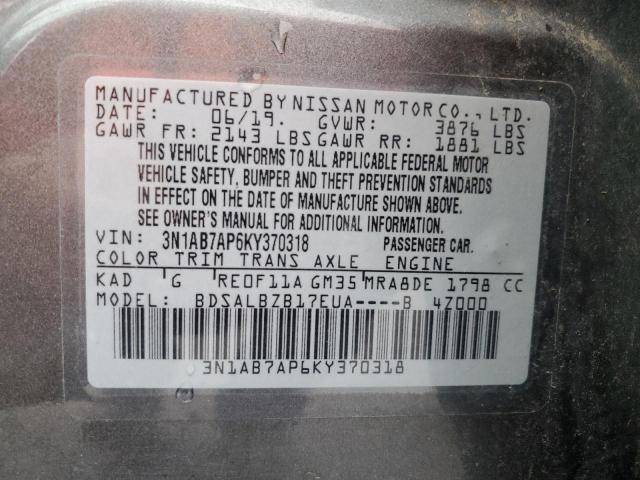 MANUFACTURED BY NISSAN MOTOR CO., LTD.
DATE: 06/19. GVWR: 3876 LBS
GAWR FR: 2143 LBS GAWR RR: 1881 LBS
THIS VEHICLE CONFORMS TO ALL APPLICABLE FEDERAL MOTOR
VEHICLE SAFETY, BUMPER AND THEFT PREVENTION STANDARDS
IN EFFECT ON THE DATE OF MANUFACTURE SHOWN ABOVE.
SEE OWNER'S MANUAL FOR ADDITIONAL INFORMATION.
VIN: 3N1AB7AP6KY370318 PASSENGER CAR.
COLOR TRIM TRANS AXLE ENGINE
KAD G RE0F11A GM35 MRA8DE 1798 CC
MODEL: BDSALBZB17EUA----B 4Z000
3N1AB7AP6KY370318